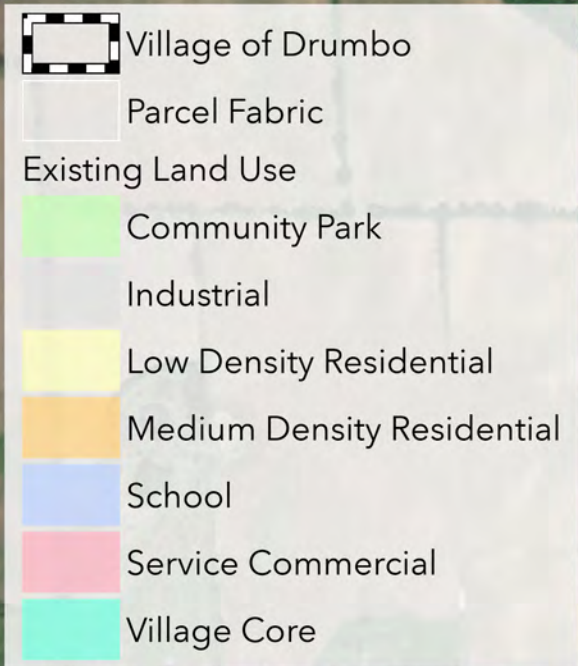 Village of Drumbo
Parcel Fabric
Existing Land Use
Community Park
Industrial
Low Density Residential
Medium Density Residential
School
Service Commercial
Village Core